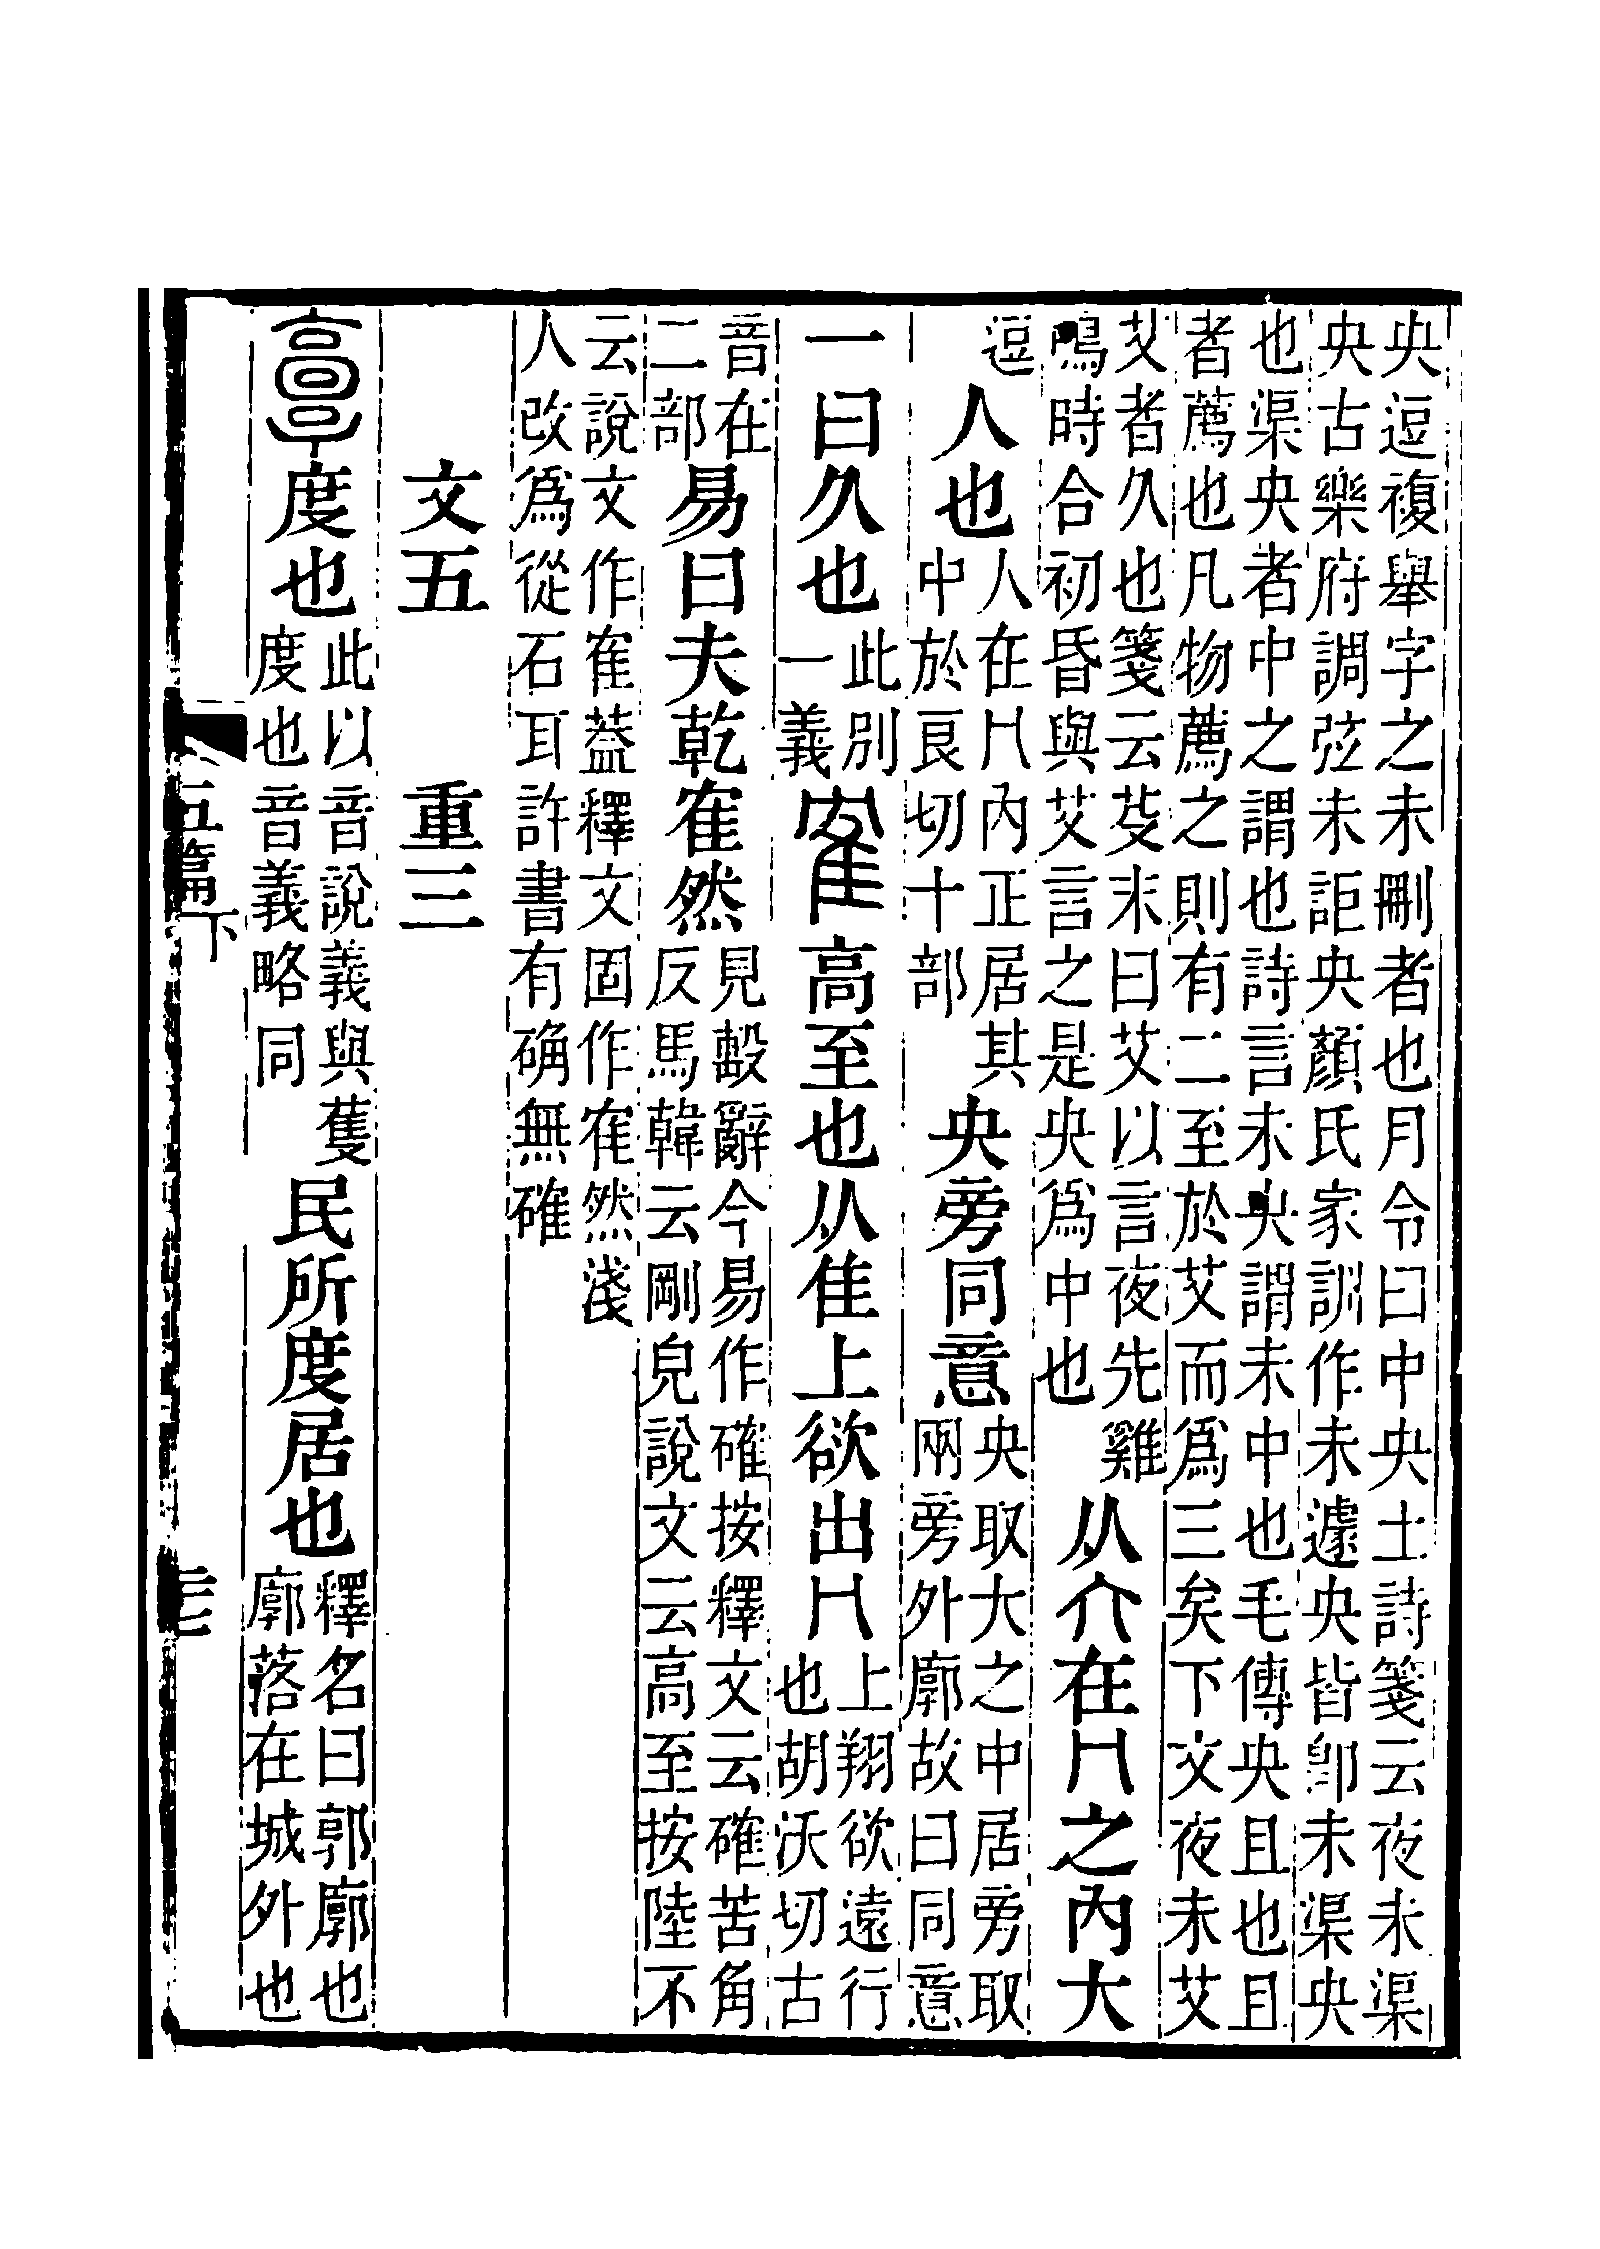 央逗複舉字之未刪者也月令曰中央土詩箋云夜未渠
央古樂府調弦未詎央顏氏家訓作未遽央皆卽未渠央
也渠央者中之謂也詩言未央謂未中也毛傳央且也且
者薦也凡物薦之則有二至於艾而爲三矣下文夜未艾
艾者久也箋云芟末曰艾以言夜先雞
鳴時合初昏與艾言之是央爲中也
从亣在冂之內大
逗
人也
人在冂內正居其
中於良切十部
央旁同意
央取大之中居旁取
兩旁外廓故曰同意
一曰久也
此別
一義
隺高至也从隹上欲出冂
上翔欲遠行
也胡沃切古
音在
二部
易曰夫乾隺然
見毄辭今易作確按釋文云確苦角
反馬韓云剛皃說文云高至按陸不
云說文作隺葢釋文固作隺然淺
人改爲從石耳許書有确無確
文五 重三
𩫖度也
此以音說義與蒦
度也音義略同
民所度居也
釋名曰郭廓也
廓落在城外也
五篇下